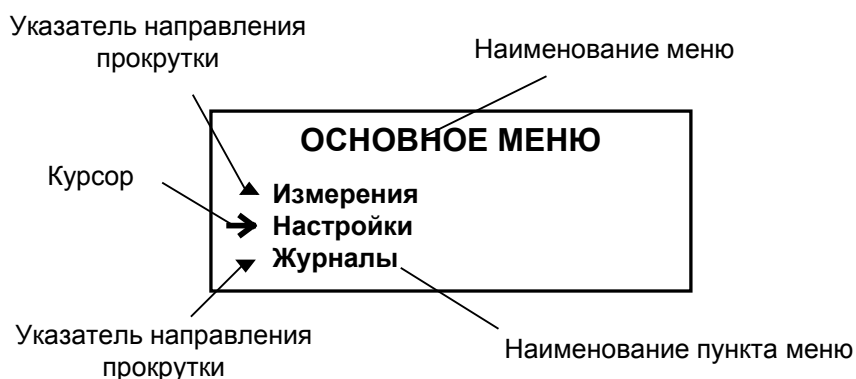 Указатель направления
прокрутки
Наименование меню
ОСНОВНОЕ МЕНЮ
Курсор
Измерения
Настройки
Журналы
Указатель направления
прокрутки
Наименование пункта меню